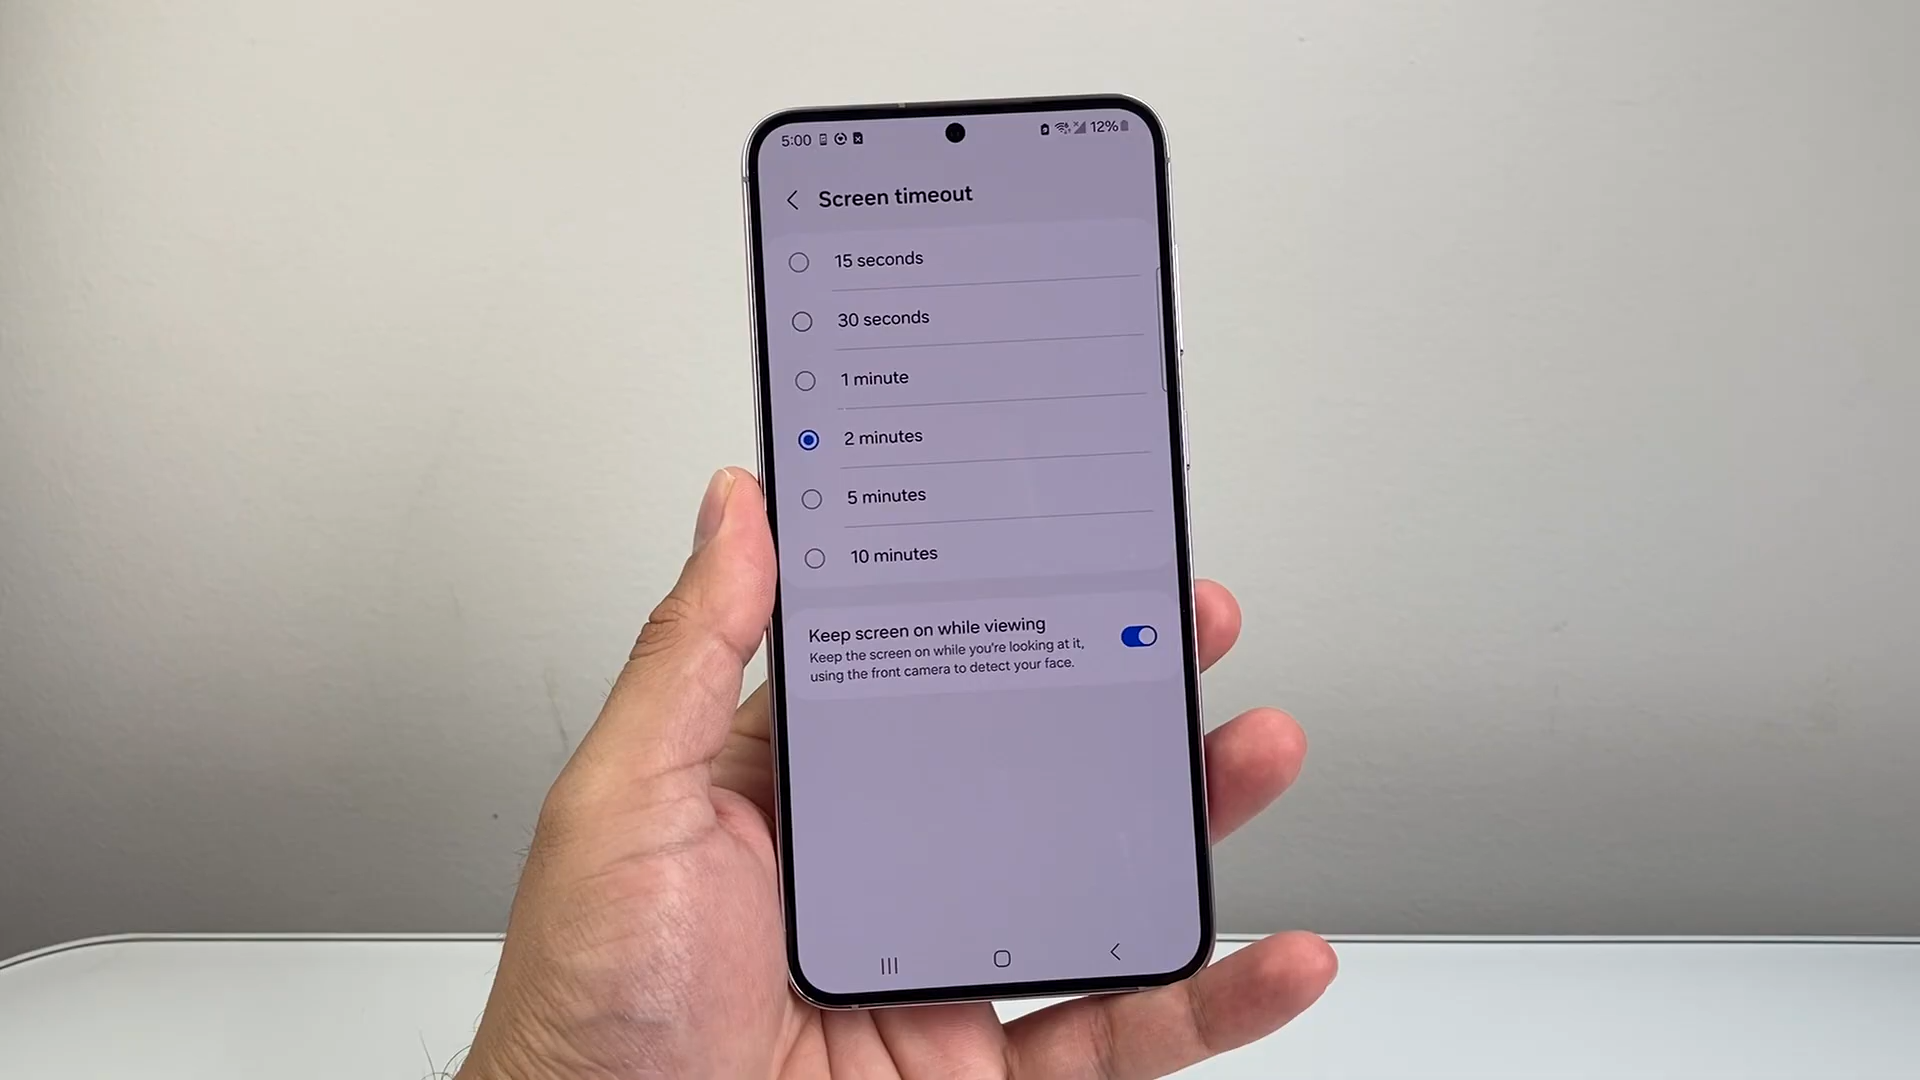 5:00 12%
Screen timeout
15 seconds
30 seconds
1 minute
2 minutes
5 minutes
10 minutes
Keep screen on while viewing
Keep the screen on while you're looking at it,
using the front camera to detect your face.